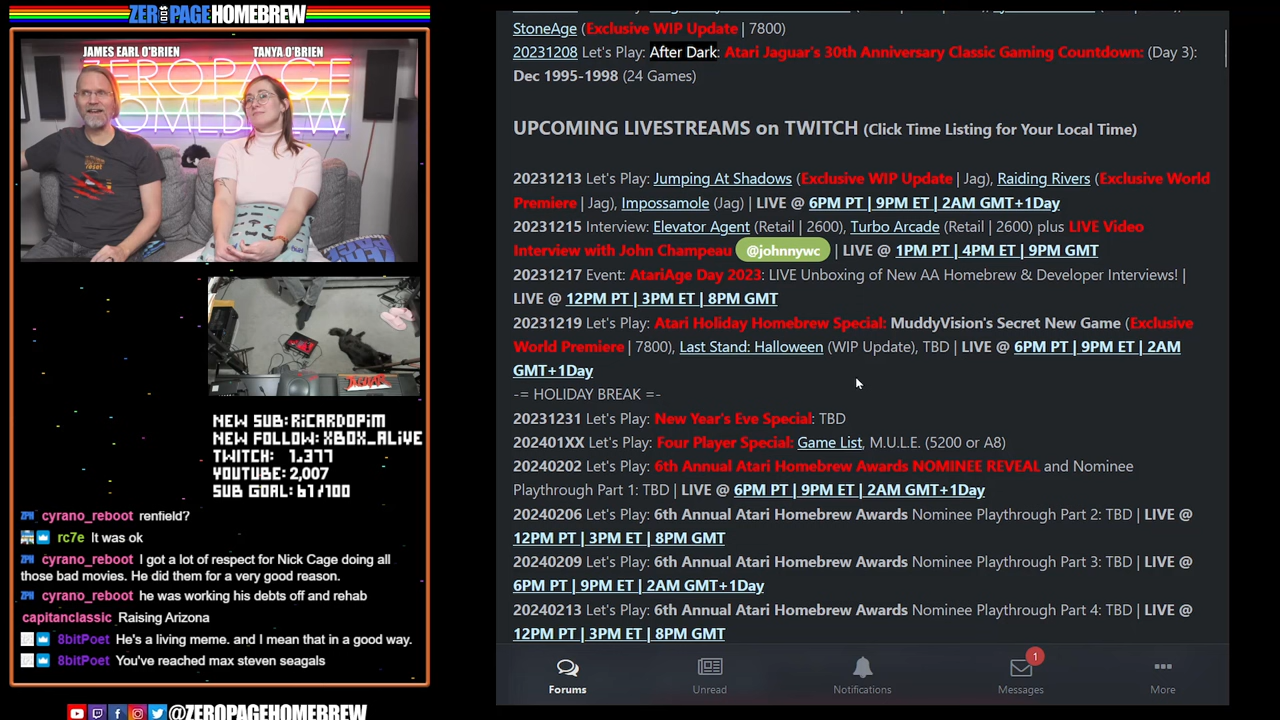 ZEROPAGEHOMEBREW
JAMES EARL O'BRIEN TANYA O'BRIEN
ZEROPAGE
HOMEBREW
reset
JAGUAR
NEW SUB: RICARDOPIM
NEW FOLLOW: XBOX_ALIVE
TWITCH: 1,377
YOUTUBE: 2,007
SUB GOAL: 67/100
cyrano_reboot renfield?
rc7e It was ok
cyrano_reboot I got a lot of respect for Nick Cage doing all
those bad movies. He did them for a very good reason.
cyrano_reboot he was working his debts off and rehab
capitanclassic Raising Arizona
8bitPoet He's a living meme. and I mean that in a good way.
8bitPoet You've reached max steven seagals
@ZEROPAGEHOMEBREW
StoneAge (Exclusive WIP Update | 7800)
20231208 Let's Play: After Dark: Atari Jaguar's 30th Anniversary Classic Gaming Countdown: (Day 3):
Dec 1995-1998 (24 Games)
UPCOMING LIVESTREAMS on TWITCH (Click Time Listing for Your Local Time)
20231213 Let's Play: Jumping At Shadows (Exclusive WIP Update | Jag), Raiding Rivers (Exclusive World
Premiere | Jag), Impossamole (Jag) | LIVE @ 6PM PT | 9PM ET | 2AM GMT+1Day
20231215 Interview: Elevator Agent (Retail | 2600), Turbo Arcade (Retail | 2600) plus LIVE Video
Interview with John Champeau @johnnywc | LIVE @ 1PM PT | 4PM ET | 9PM GMT
20231217 Event: AtariAge Day 2023: LIVE Unboxing of New AA Homebrew & Developer Interviews! |
LIVE @ 12PM PT | 3PM ET | 8PM GMT
20231219 Let's Play: Atari Holiday Homebrew Special: MuddyVision's Secret New Game (Exclusive
World Premiere | 7800), Last Stand: Halloween (WIP Update), TBD | LIVE @ 6PM PT | 9PM ET | 2AM
GMT+1Day
-= HOLIDAY BREAK =-
20231231 Let's Play: New Year's Eve Special: TBD
202401XX Let's Play: Four Player Special: Game List, M.U.L.E. (5200 or A8)
20240202 Let's Play: 6th Annual Atari Homebrew Awards NOMINEE REVEAL and Nominee
Playthrough Part 1: TBD | LIVE @ 6PM PT | 9PM ET | 2AM GMT+1Day
20240206 Let's Play: 6th Annual Atari Homebrew Awards Nominee Playthrough Part 2: TBD | LIVE @
12PM PT | 3PM ET | 8PM GMT
20240209 Let's Play: 6th Annual Atari Homebrew Awards Nominee Playthrough Part 3: TBD | LIVE @
6PM PT | 9PM ET | 2AM GMT+1Day
20240213 Let's Play: 6th Annual Atari Homebrew Awards Nominee Playthrough Part 4: TBD | LIVE @
12PM PT | 3PM ET | 8PM GMT
1
Forums Unread Notifications Messages More